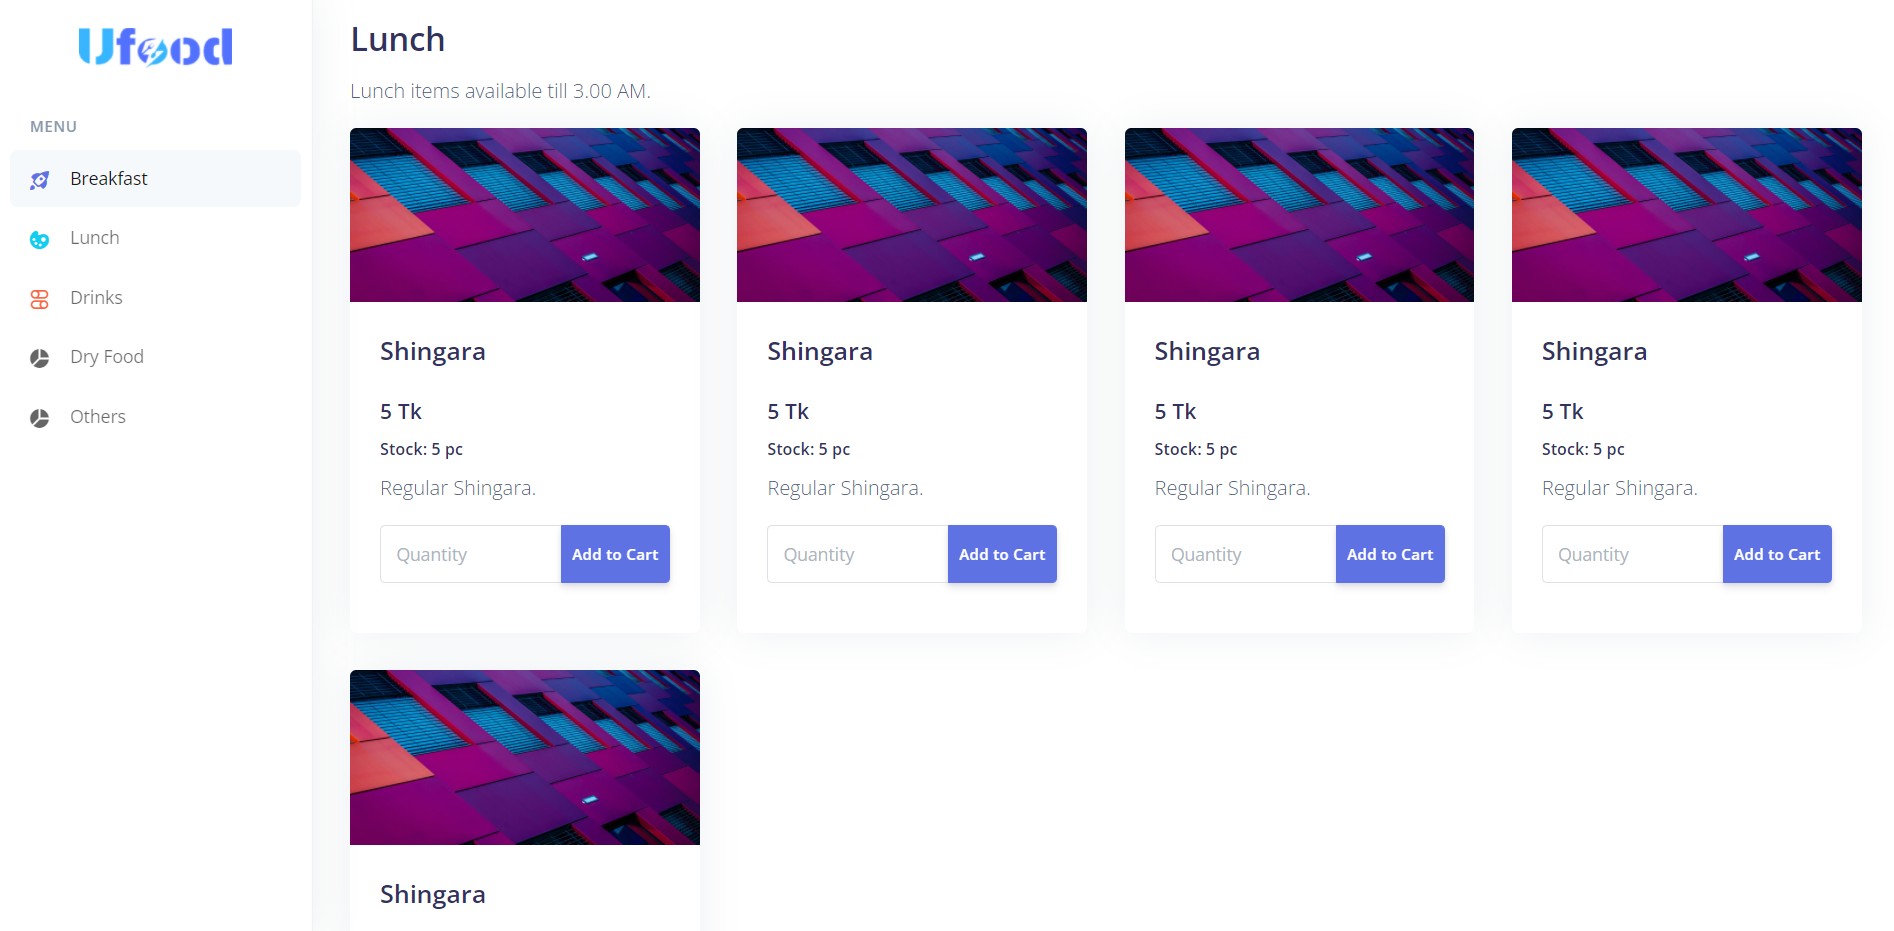 Ufood
MENU
Breakfast
Lunch
Drinks
Dry Food
Others
Lunch
Lunch items available till 3.00 AM.
Shingara
5 Tk
Stock: 5 pc
Regular Shingara.
Quantity
Add to Cart
Shingara
5 Tk
Stock: 5 pc
Regular Shingara.
Quantity
Add to Cart
Shingara
5 Tk
Stock: 5 pc
Regular Shingara.
Quantity
Add to Cart
Shingara
5 Tk
Stock: 5 pc
Regular Shingara.
Quantity
Add to Cart
Shingara